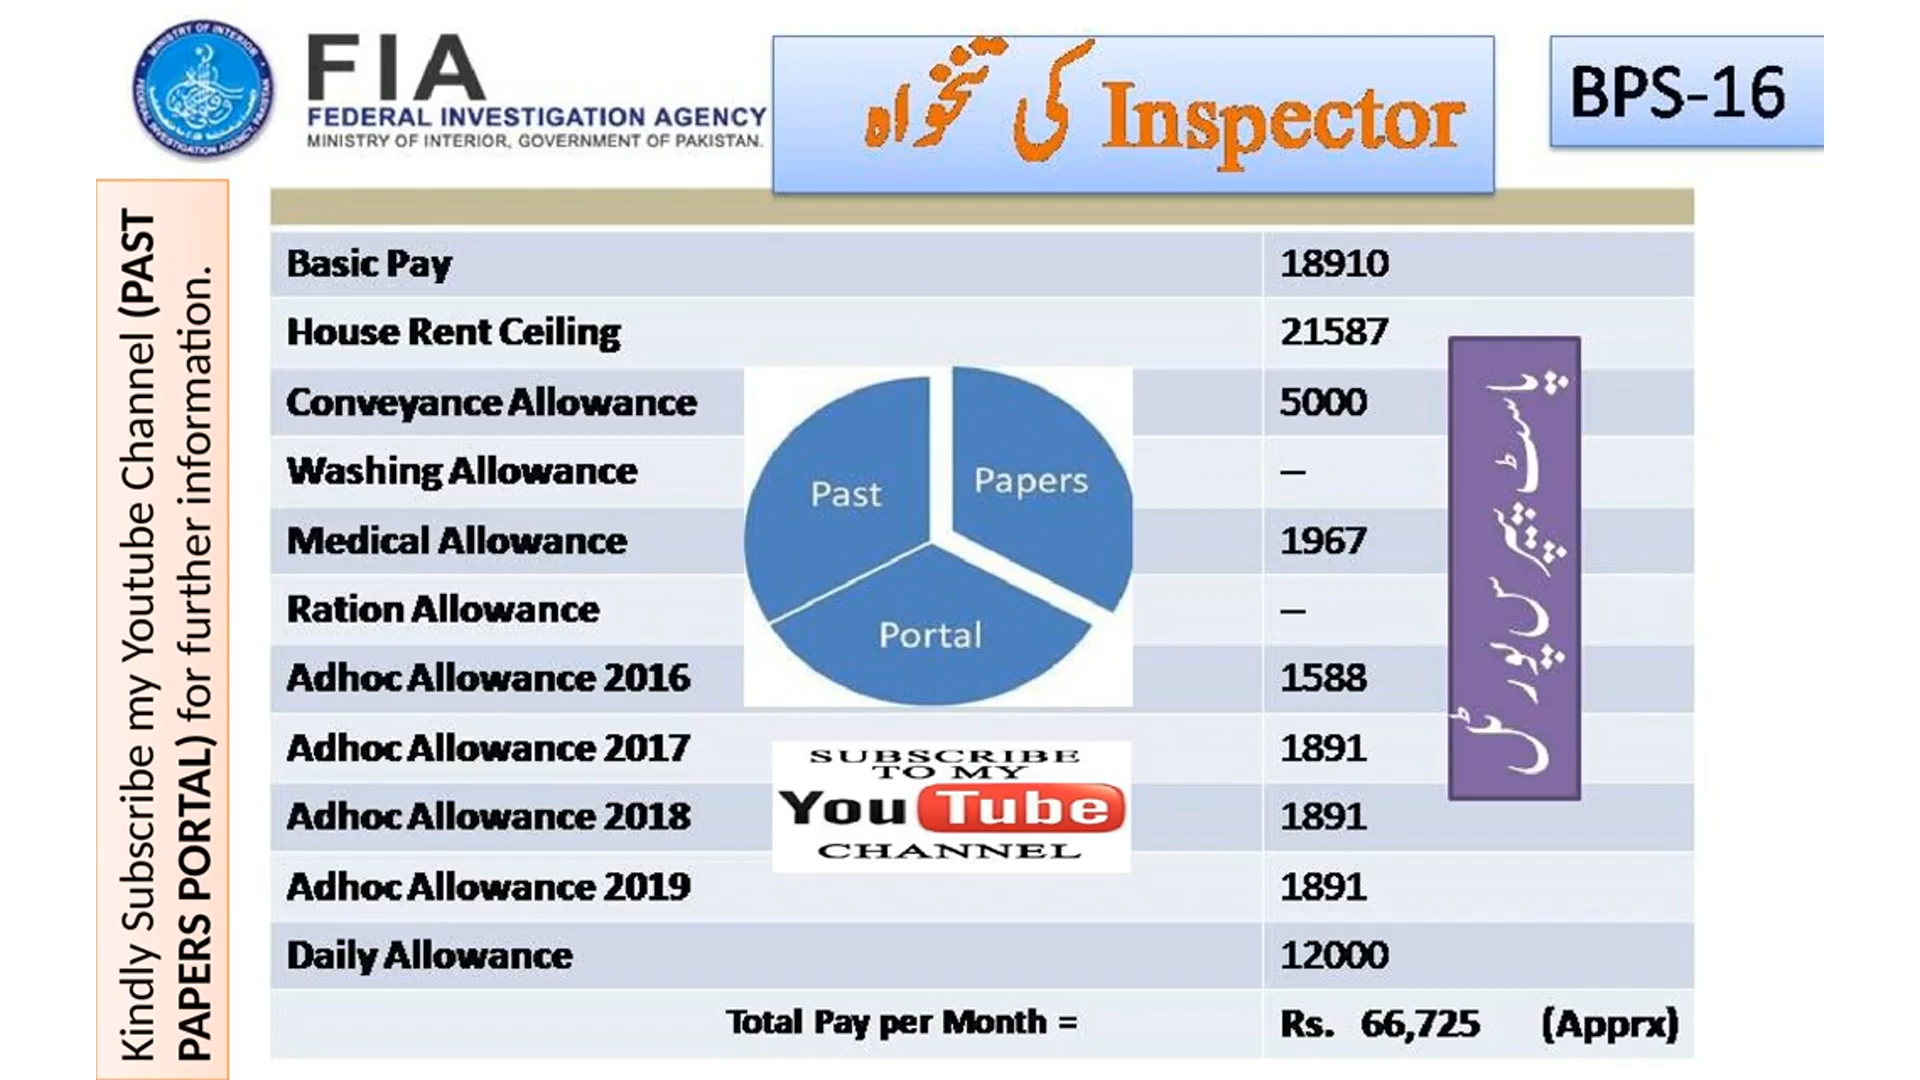 FIA
FEDERAL INVESTIGATION AGENCY
MINISTRY OF INTERIOR, GOVERNMENT OF PAKISTAN.
Inspector کی تنخواہ
BPS-16
Kindly Subscribe my Youtube Channel (PAST
PAPERS PORTAL) for further information.
Basic Pay 18910
House Rent Ceiling 21587
Conveyance Allowance 5000
Washing Allowance –
Medical Allowance 1967
Ration Allowance –
Adhoc Allowance 2016 1588
Adhoc Allowance 2017 1891
Adhoc Allowance 2018 1891
Adhoc Allowance 2019 1891
Daily Allowance 12000
Total Pay per Month = Rs. 66,725 (Apprx)
Past
Papers
Portal
SUBSCRIBE
TO MY
YouTube
CHANNEL
پاسٹ پیپرس پورٹل